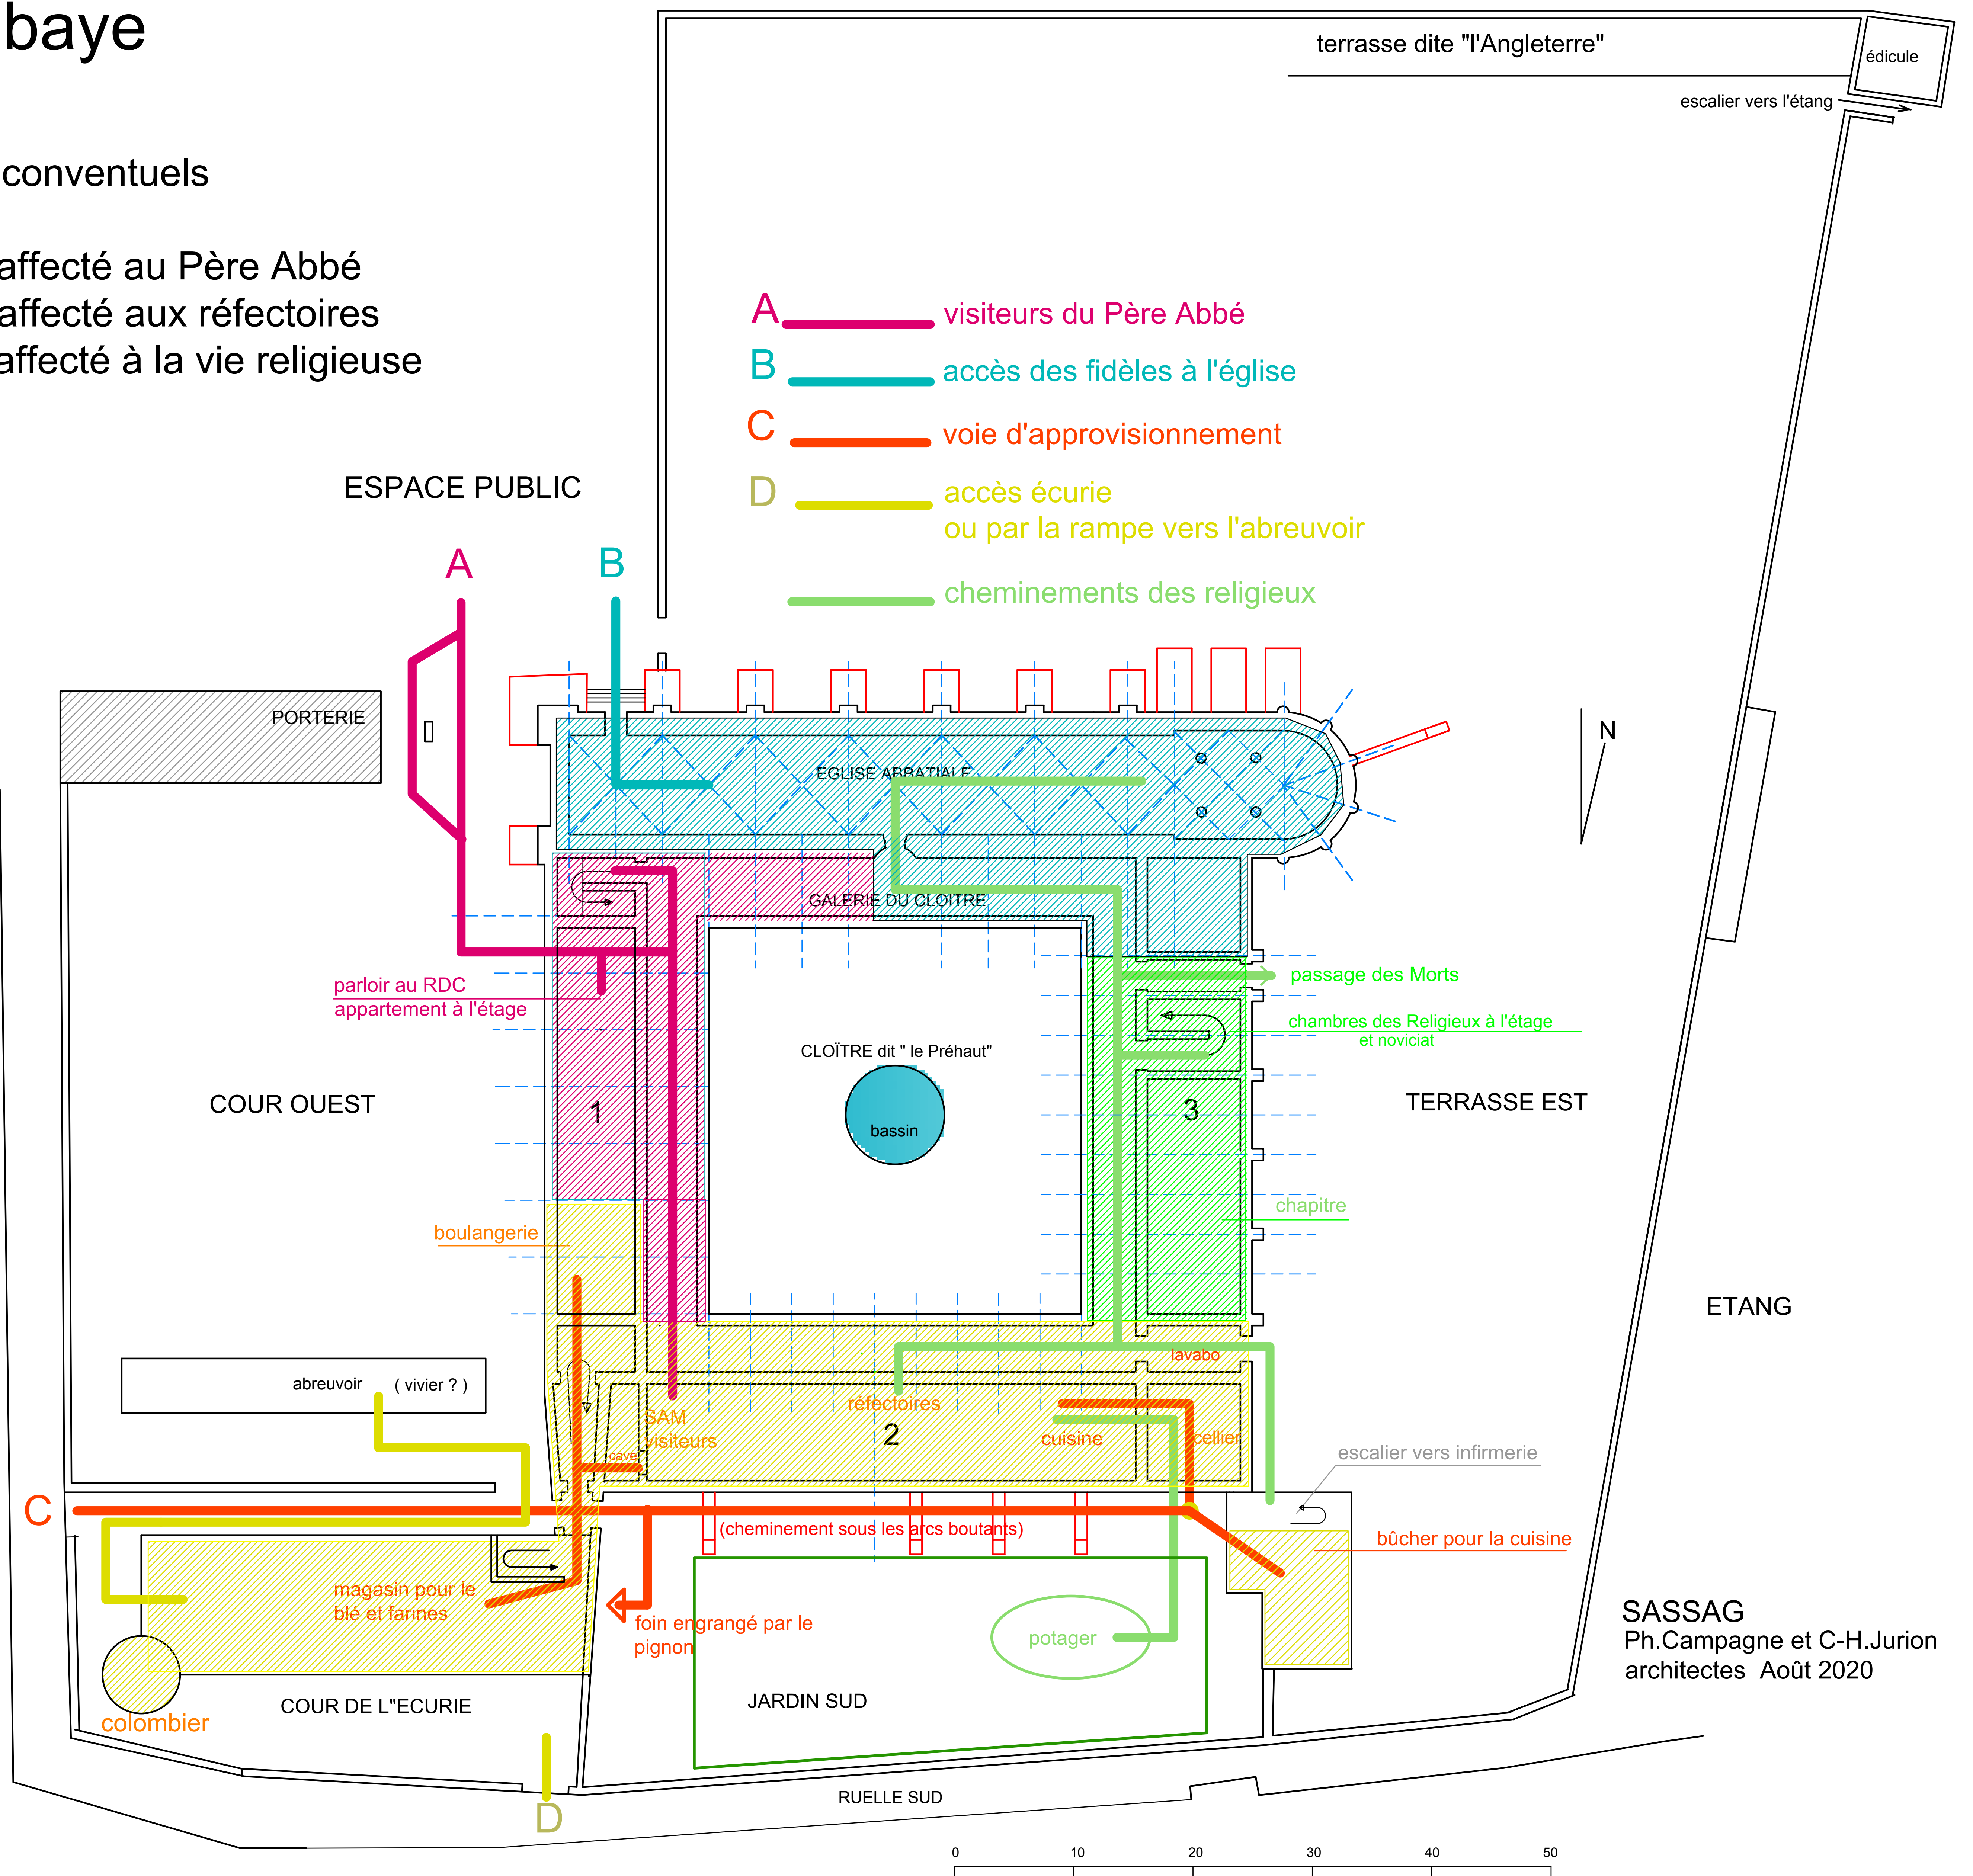 baye
conventuels
affecté au Père Abbé
affecté aux réfectoires
affecté à la vie religieuse
terrasse dite "l'Angleterre"
édicule
escalier vers l'étang
A visiteurs du Père Abbé
B accès des fidèles à l'église
C voie d'approvisionnement
D accès écurie
ou par la rampe vers l'abreuvoir
cheminements des religieux
ESPACE PUBLIC
A
B
PORTERIE
N
EGLISE ABBATIALE
GALERIE DU CLOITRE
parloir au RDC
appartement à l'étage
passage des Morts
chambres des Religieux à l'étage
et noviciat
CLOÏTRE dit " le Préhaut"
bassin
COUR OUEST
1
3
TERRASSE EST
chapitre
boulangerie
ETANG
abreuvoir ( vivier ? )
lavabo
réfectoires
SAM
visiteurs
2
cuisine
cellier
cave
escalier vers infirmerie
C
(cheminement sous les arcs boutants)
bûcher pour la cuisine
magasin pour le
blé et farines
foin engrangé par le
pignon
potager
SASSAG
Ph.Campagne et C-H.Jurion
architectes Août 2020
colombier
COUR DE L"ECURIE
JARDIN SUD
D
RUELLE SUD
0 10 20 30 40 50